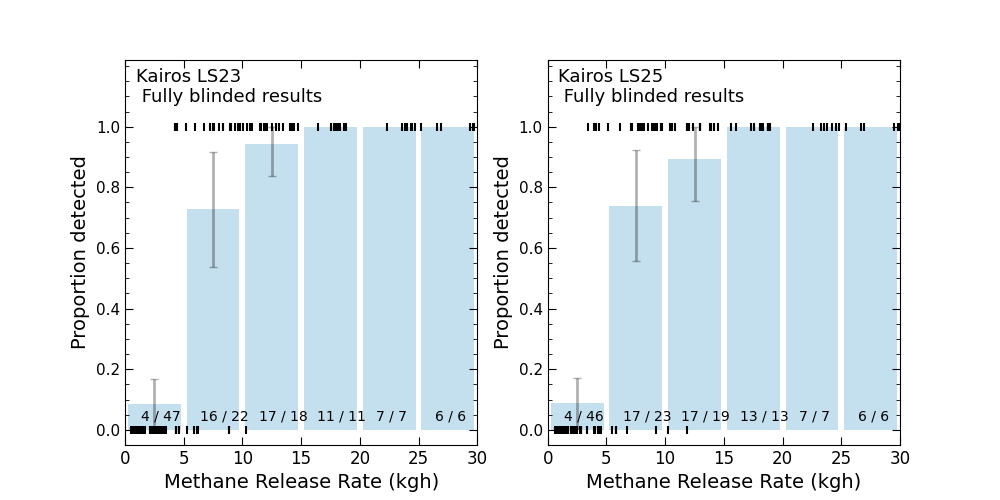 Kairos LS23
Fully blinded results
Proportion detected
1.0
0.8
0.6
0.4
0.2
0.0
4 / 47
16 / 22
17 / 18
11 / 11
7 / 7
6 / 6
0
5
10
15
20
25
30
Methane Release Rate (kgh)
Kairos LS25
Fully blinded results
Proportion detected
1.0
0.8
0.6
0.4
0.2
0.0
4 / 46
17 / 23
17 / 19
13 / 13
7 / 7
6 / 6
0
5
10
15
20
25
30
Methane Release Rate (kgh)